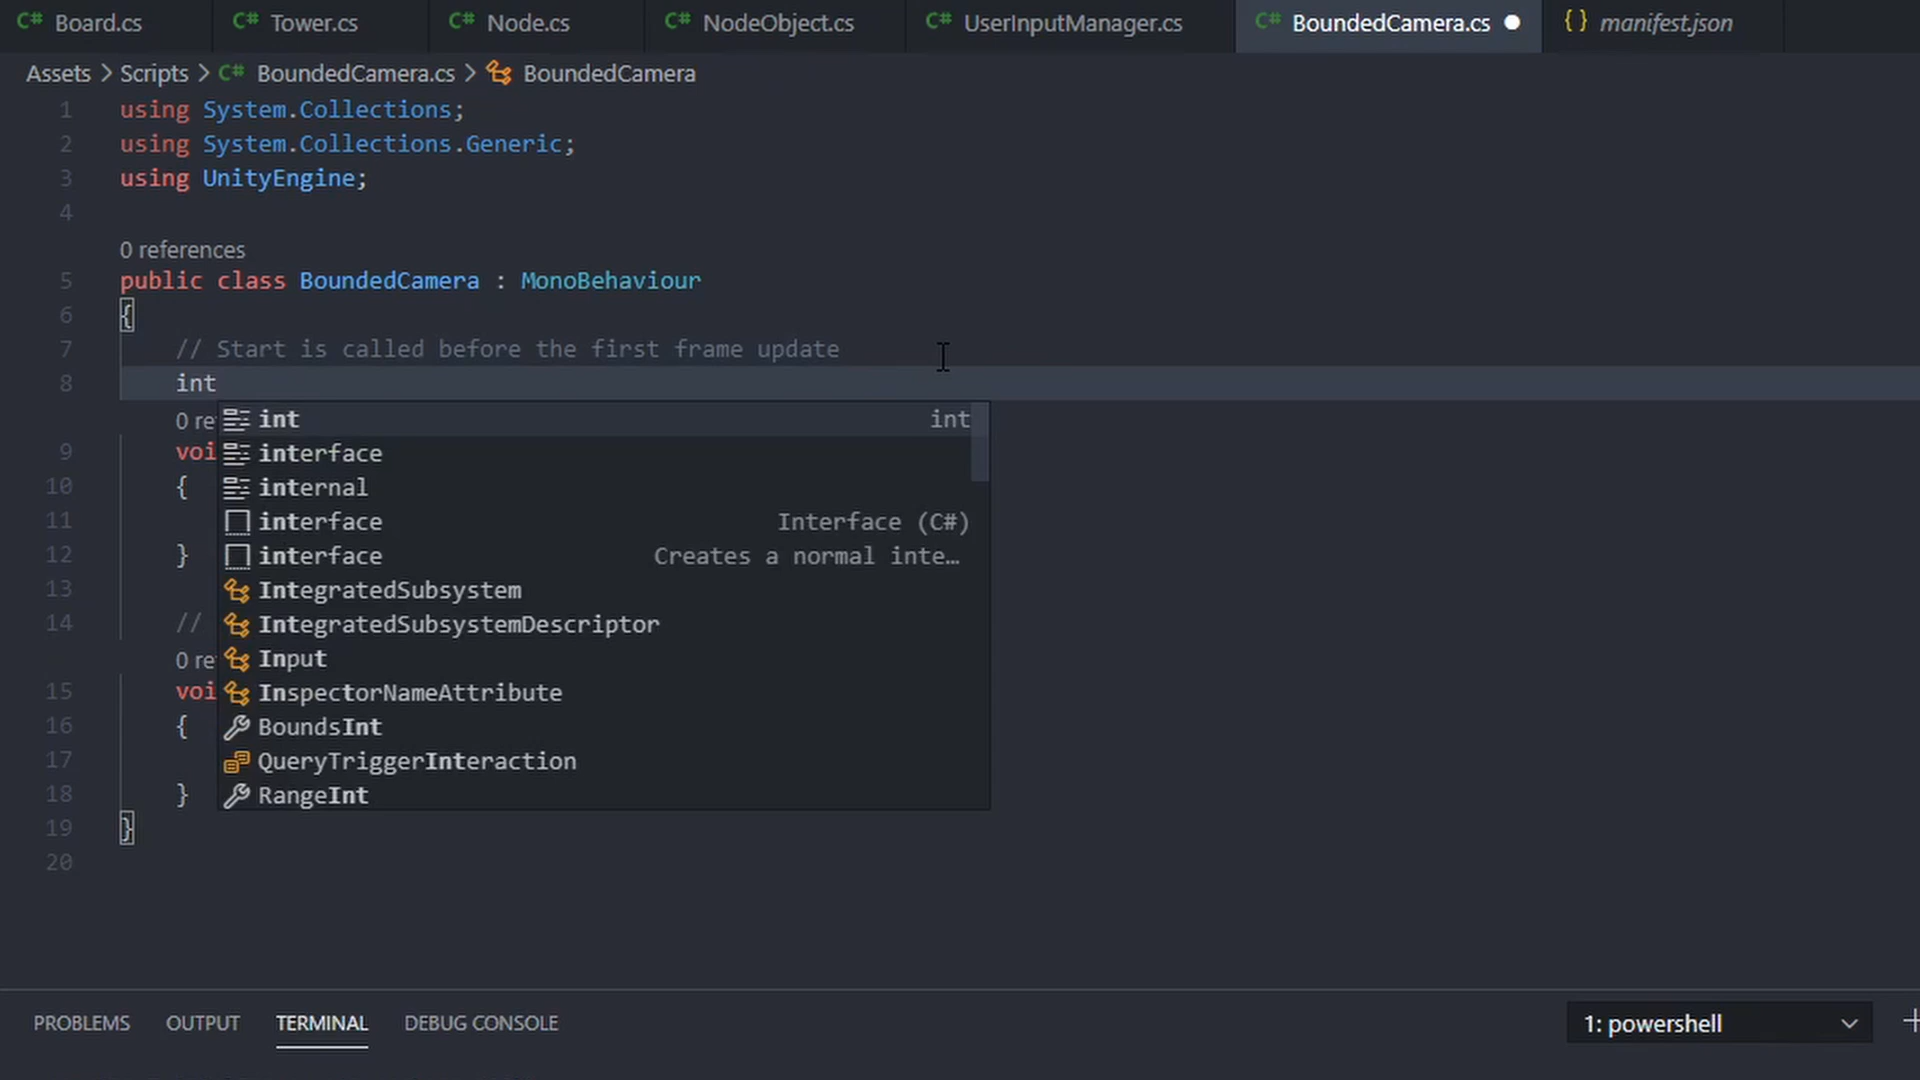 C# Board.cs C# Tower.cs C# Node.cs C# NodeObject.cs C# UserInputManager.cs C# BoundedCamera.cs {} manifest.json
Assets > Scripts > C# BoundedCamera.cs > BoundedCamera
1 using System.Collections;
2 using System.Collections.Generic;
3 using UnityEngine;
4
0 references
5 public class BoundedCamera : MonoBehaviour
6 {
7 // Start is called before the first frame update
8 int
0 re int int
9 voi interface
10 { internal
11 interface Interface (C#)
12 } interface Creates a normal inte…
13 IntegratedSubsystem
14 // IntegratedSubsystemDescriptor
0 re Input
15 voi InspectorNameAttribute
16 { BoundsInt
17 QueryTriggerInteraction
18 } RangeInt
19 }
20
PROBLEMS OUTPUT TERMINAL DEBUG CONSOLE 1: powershell +